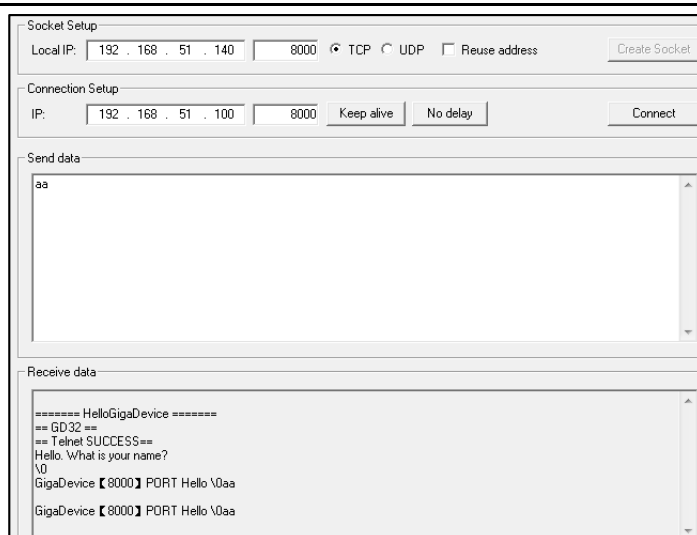 Socket Setup
Local IP: 192 . 168 . 51 . 140 8000 TCP UDP Reuse address Create Socket
Connection Setup
IP: 192 . 168 . 51 . 100 8000 Keep alive No delay Connect
Send data
aa
Receive data
======= HelloGigaDevice =======
== GD32 ==
== Telnet SUCCESS==
Hello. What is your name?
\0
GigaDevice【8000】PORT Hello \0aa
GigaDevice【8000】PORT Hello \0aa